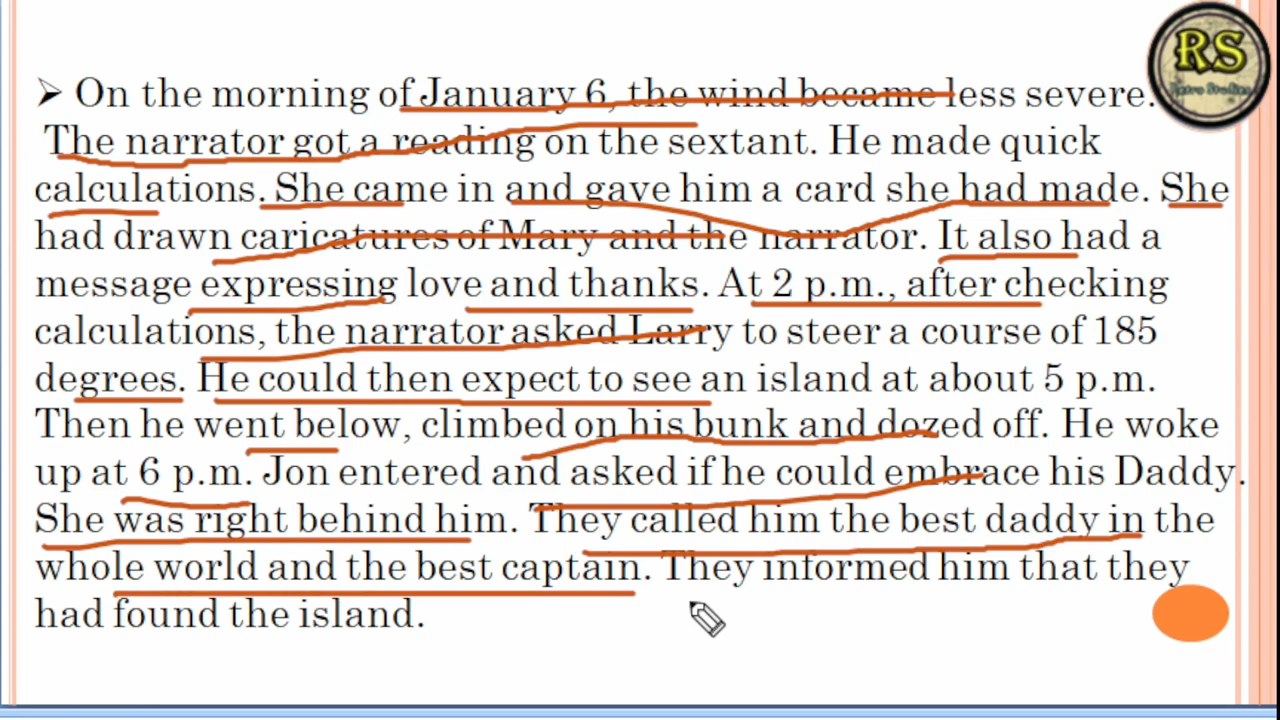 ➢ On the morning of January 6, the wind became less severe.
The narrator got a reading on the sextant. He made quick
calculations. She came in and gave him a card she had made. She
had drawn caricatures of Mary and the narrator. It also had a
message expressing love and thanks. At 2 p.m., after checking
calculations, the narrator asked Larry to steer a course of 185
degrees. He could then expect to see an island at about 5 p.m.
Then he went below, climbed on his bunk and dozed off. He woke
up at 6 p.m. Jon entered and asked if he could embrace his Daddy.
She was right behind him. They called him the best daddy in the
whole world and the best captain. They informed him that they
had found the island.
RS